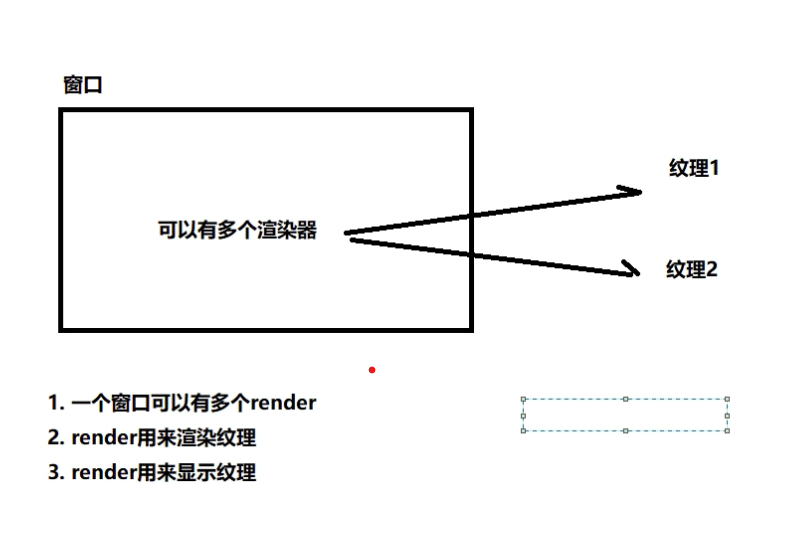 窗口
纹理1
可以有多个渲染器
纹理2
1. 一个窗口可以有多个render
2. render用来渲染纹理
3. render用来显示纹理